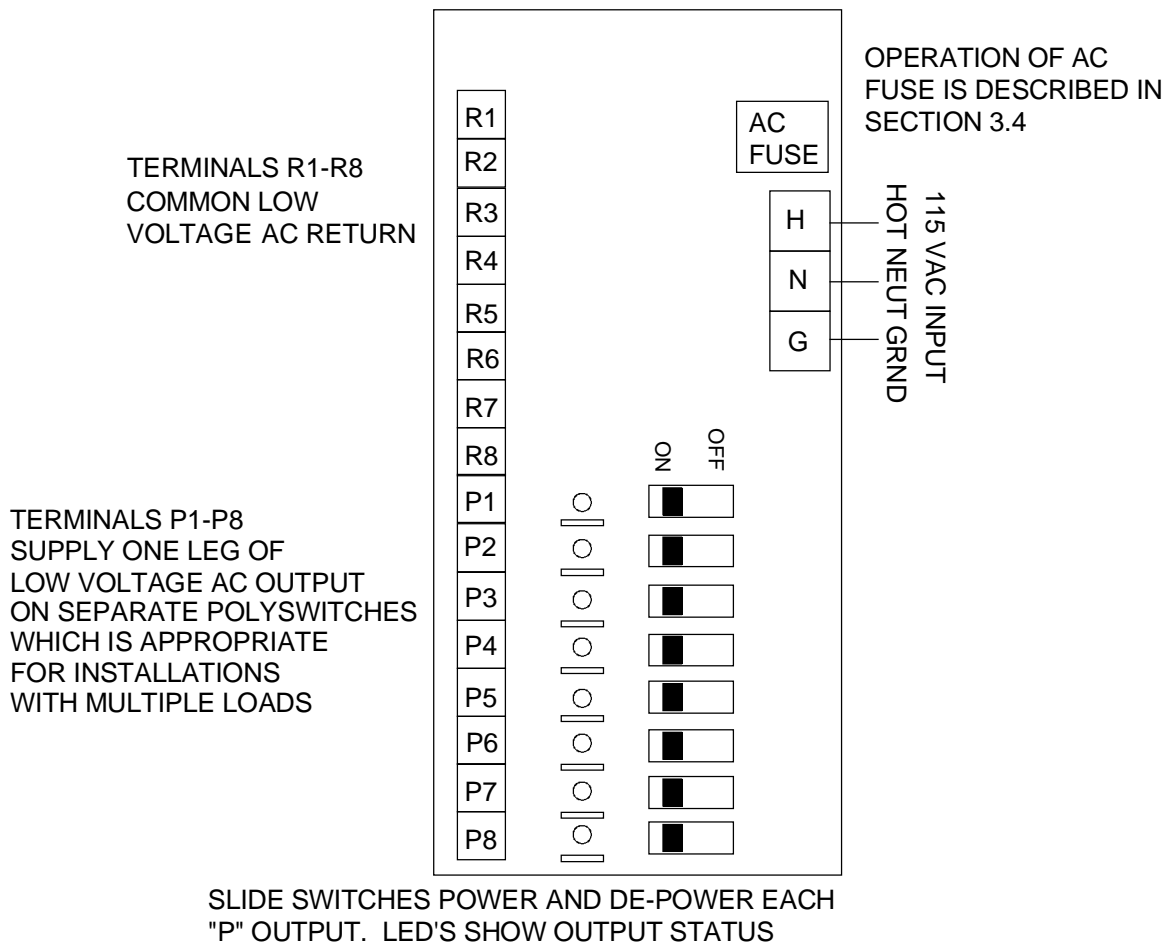 OPERATION OF AC
FUSE IS DESCRIBED IN
SECTION 3.4
AC
FUSE
TERMINALS R1-R8
COMMON LOW
VOLTAGE AC RETURN
R1
R2
R3
R4
R5
R6
R7
R8
H
N
G
115 VAC INPUT
HOT NEUT GRND
ON
OFF
TERMINALS P1-P8
SUPPLY ONE LEG OF
LOW VOLTAGE AC OUTPUT
ON SEPARATE POLYSWITCHES
WHICH IS APPROPRIATE
FOR INSTALLATIONS
WITH MULTIPLE LOADS
P1
P2
P3
P4
P5
P6
P7
P8
SLIDE SWITCHES POWER AND DE-POWER EACH
"P" OUTPUT.  LED'S SHOW OUTPUT STATUS